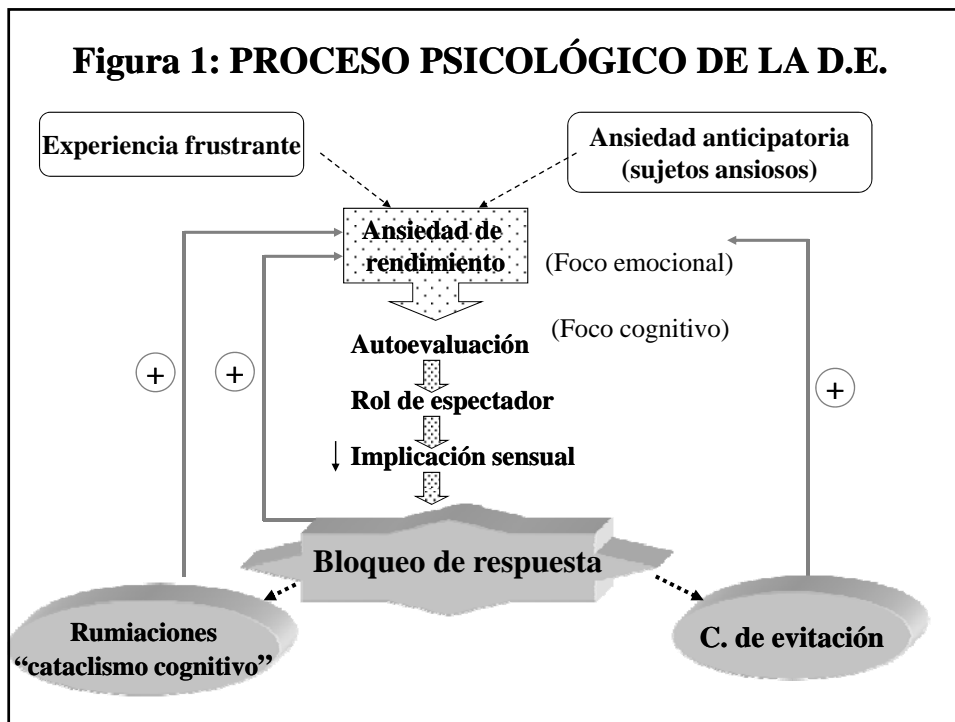 Figura 1: PROCESO PSICOLÓGICO DE LA D.E.
Experiencia frustrante
Ansiedad anticipatoria
(sujetos ansiosos)
Ansiedad de
rendimiento
(Foco emocional)
(Foco cognitivo)
Autoevaluación
+
+
+
Rol de espectador
↓ Implicación sensual
Bloqueo de respuesta
Rumiaciones
“cataclismo cognitivo”
C. de evitación